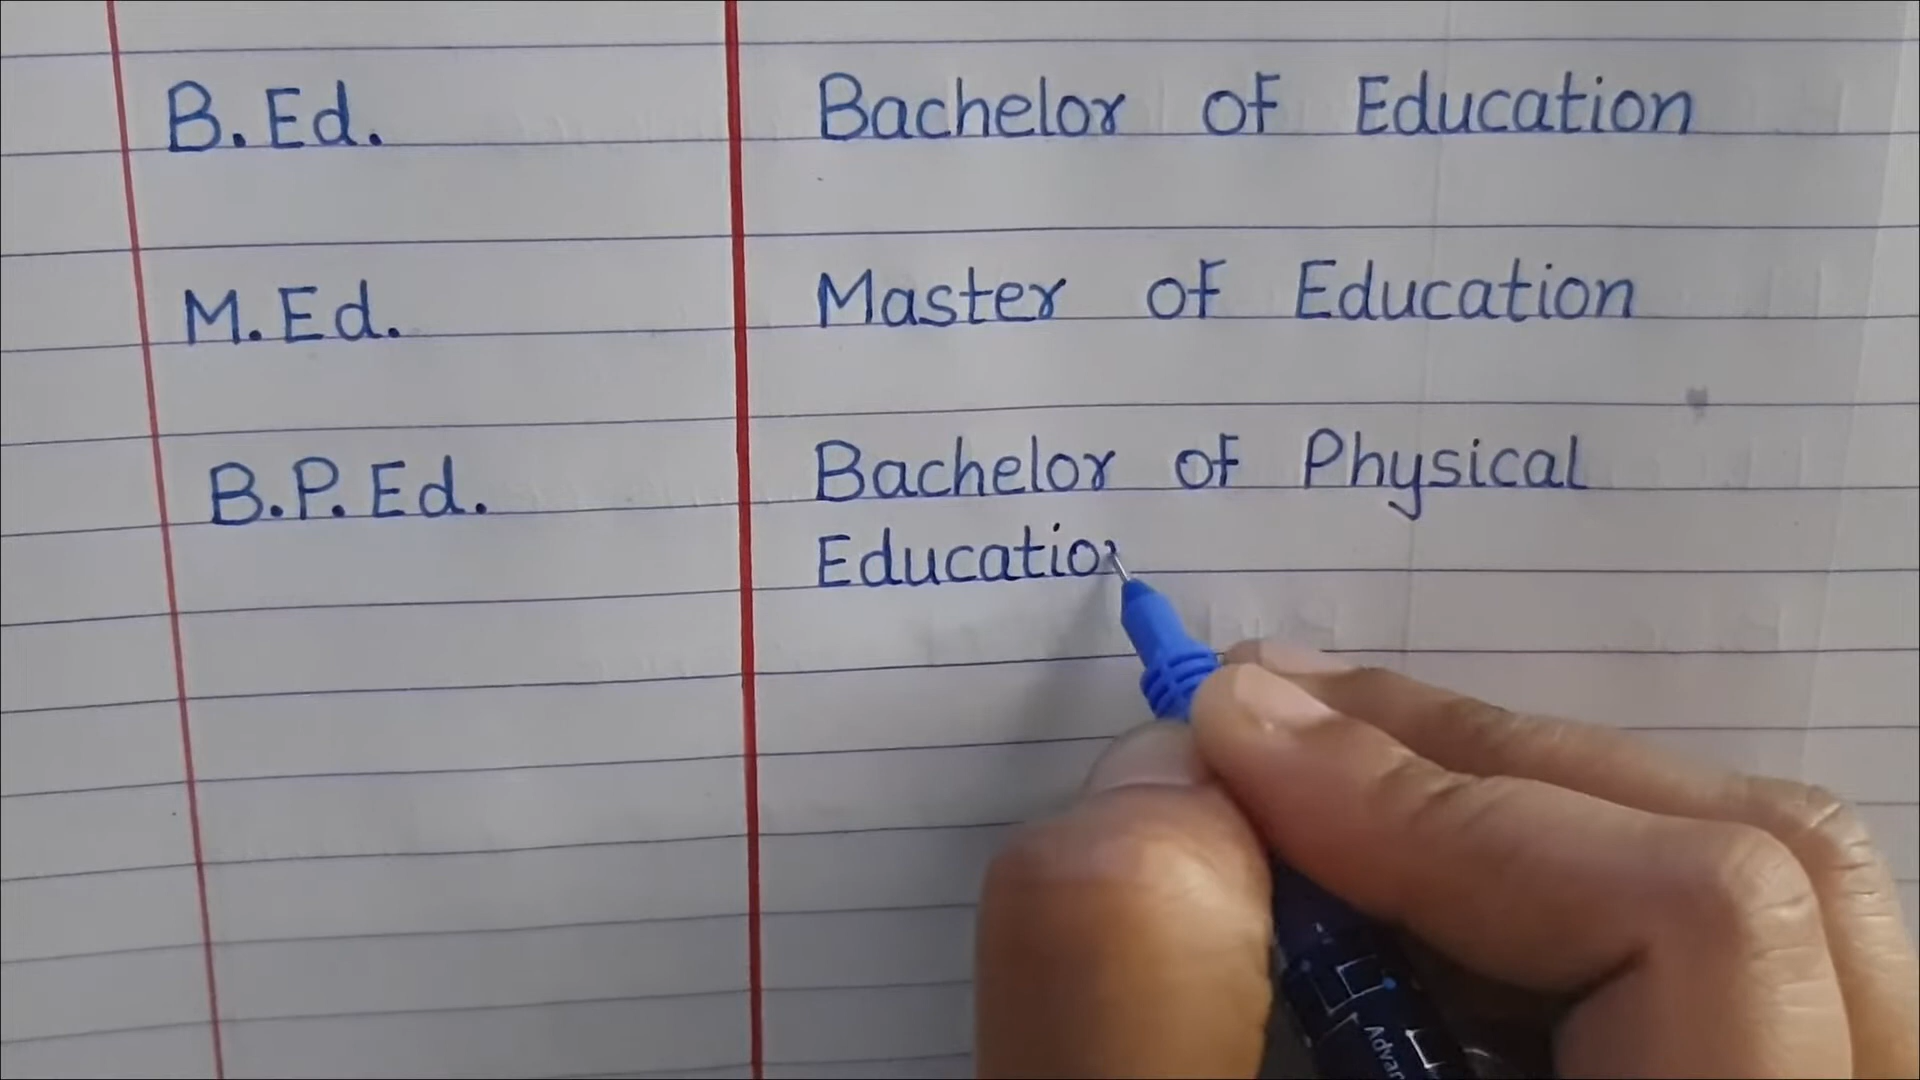 B.Ed. Bachelor of Education
M.Ed. Master of Education
B.P.Ed. Bachelor of Physical
Educatio